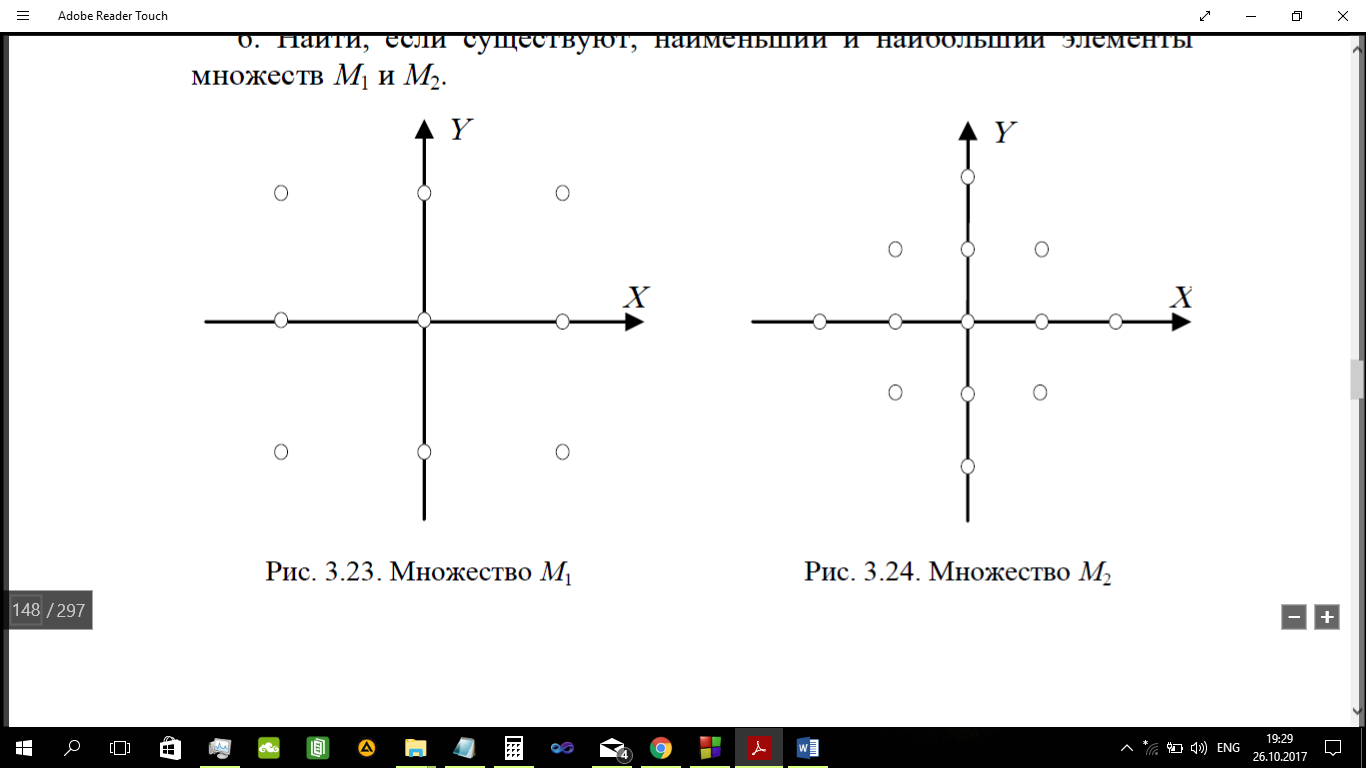 Adobe Reader Touch
6. Найти, если существуют, наименьший и наибольший элементы
множеств M1 и M2.
Y
X
Y
X
Рис. 3.23. Множество M1
Рис. 3.24. Множество M2
148 / 297
4
ENG
19:29
26.10.2017